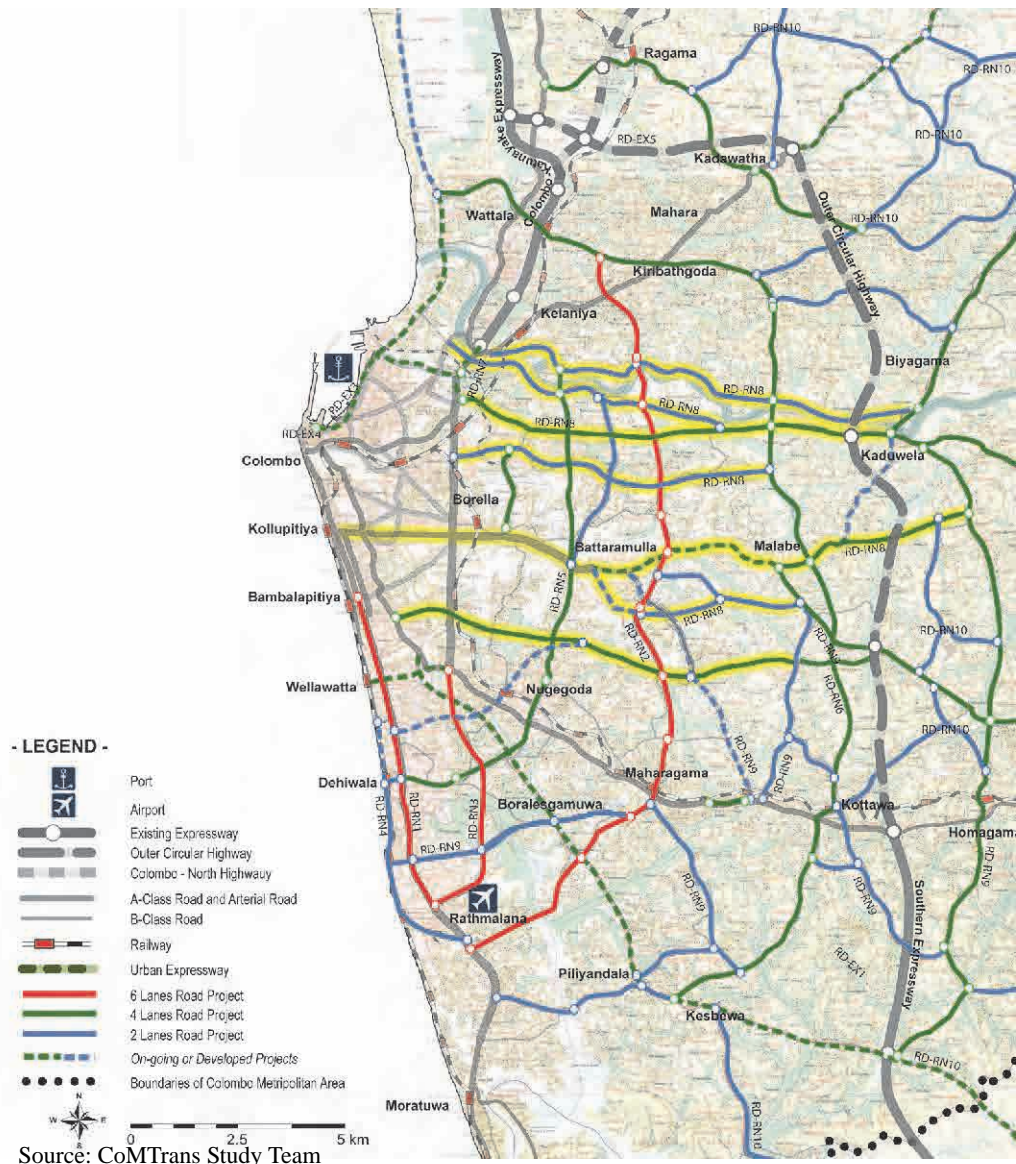 RD-RN10
Ragama
RD-RN10
RD-RN10
Colombo -Katunayake Expressway
RD-EX5
Kadawatha
Outer Circular Highway
Wattala
Mahara
RD-RN10
Kiribathgoda
Kelaniya
Biyagama
RD-RN7
RD-EX3
RD-RN8
RD-RN8
RD-RN8
RD-EX4
Colombo
Kaduwela
RD-RN8
Borella
Kollupitiya
Battaramulla
Malabe
RD-RN8
RD-RN5
Bambalapitiya
RD-RN8
RD-RN10
RD-RN2
Wellawatta
Nugegoda
RD-RN6
RD-RN10
- LEGEND -
Port
Airport
Existing Expressway
Outer Circular Highway
Colombo - North Highwauy
A-Class Road and Arterial Road
B-Class Road
Railway
Urban Expressway
6 Lanes Road Project
4 Lanes Road Project
2 Lanes Road Project
On-going or Developed Projects
Boundaries of Colombo Metropolitan Area
Dehiwala
Maharagama
RD-RN9
RD-RN9
RD-RN4
RD-RN1
RD-RN3
Boralesgamuwa
Kottawa
Homagama
RD-RN9
RD-RN9
Rathmalana
RD-RN9
RD-RN9
Southern Expressway
RD-EX1
Piliyandala
Kesbewa
RD-RN10
Moratuwa
RD-RN10
N
W
E
S
0 2.5 5 km
Source: CoMTrans Study Team